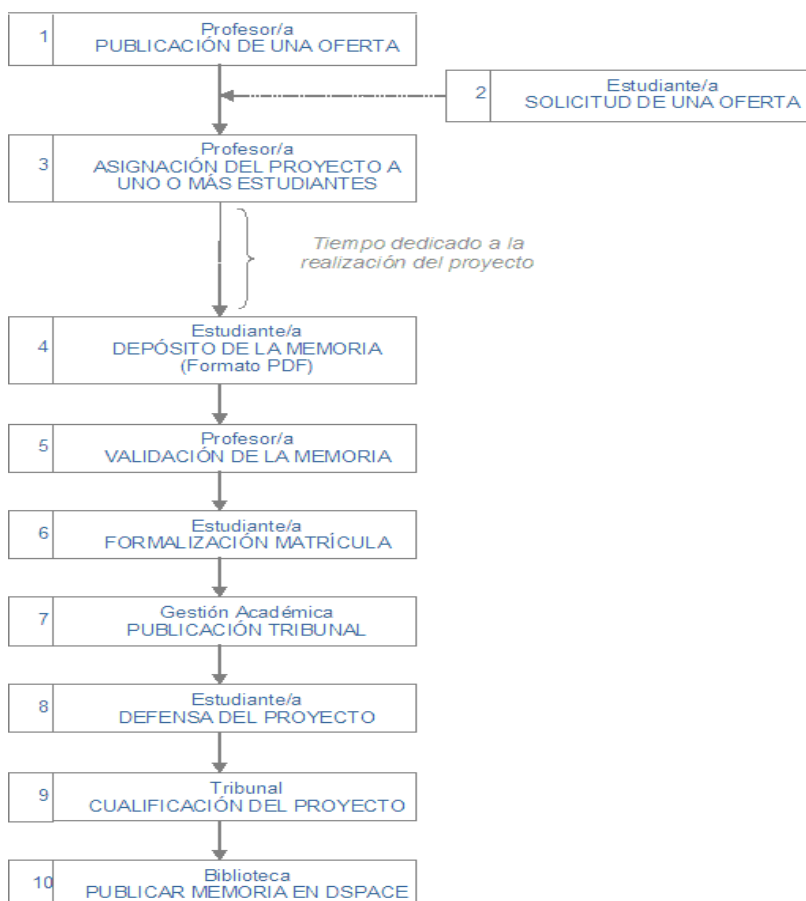 1
Profesor/a
PUBLICACIÓN DE UNA OFERTA
2
Estudiante/a
SOLICITUD DE UNA OFERTA
3
Profesor/a
ASIGNACIÓN DEL PROYECTO A
UNO O MÁS ESTUDIANTES
Tiempo dedicado a la
realización del proyecto
4
Estudiante/a
DEPÓSITO DE LA MEMORIA
(Formato PDF)
5
Profesor/a
VALIDACIÓN DE LA MEMORIA
6
Estudiante/a
FORMALIZACIÓN MATRÍCULA
7
Gestión Académica
PUBLICACIÓN TRIBUNAL
8
Estudiante/a
DEFENSA DEL PROYECTO
9
Tribunal
CUALIFICACIÓN DEL PROYECTO
10
Biblioteca
PUBLICAR MEMORIA EN DSPACE